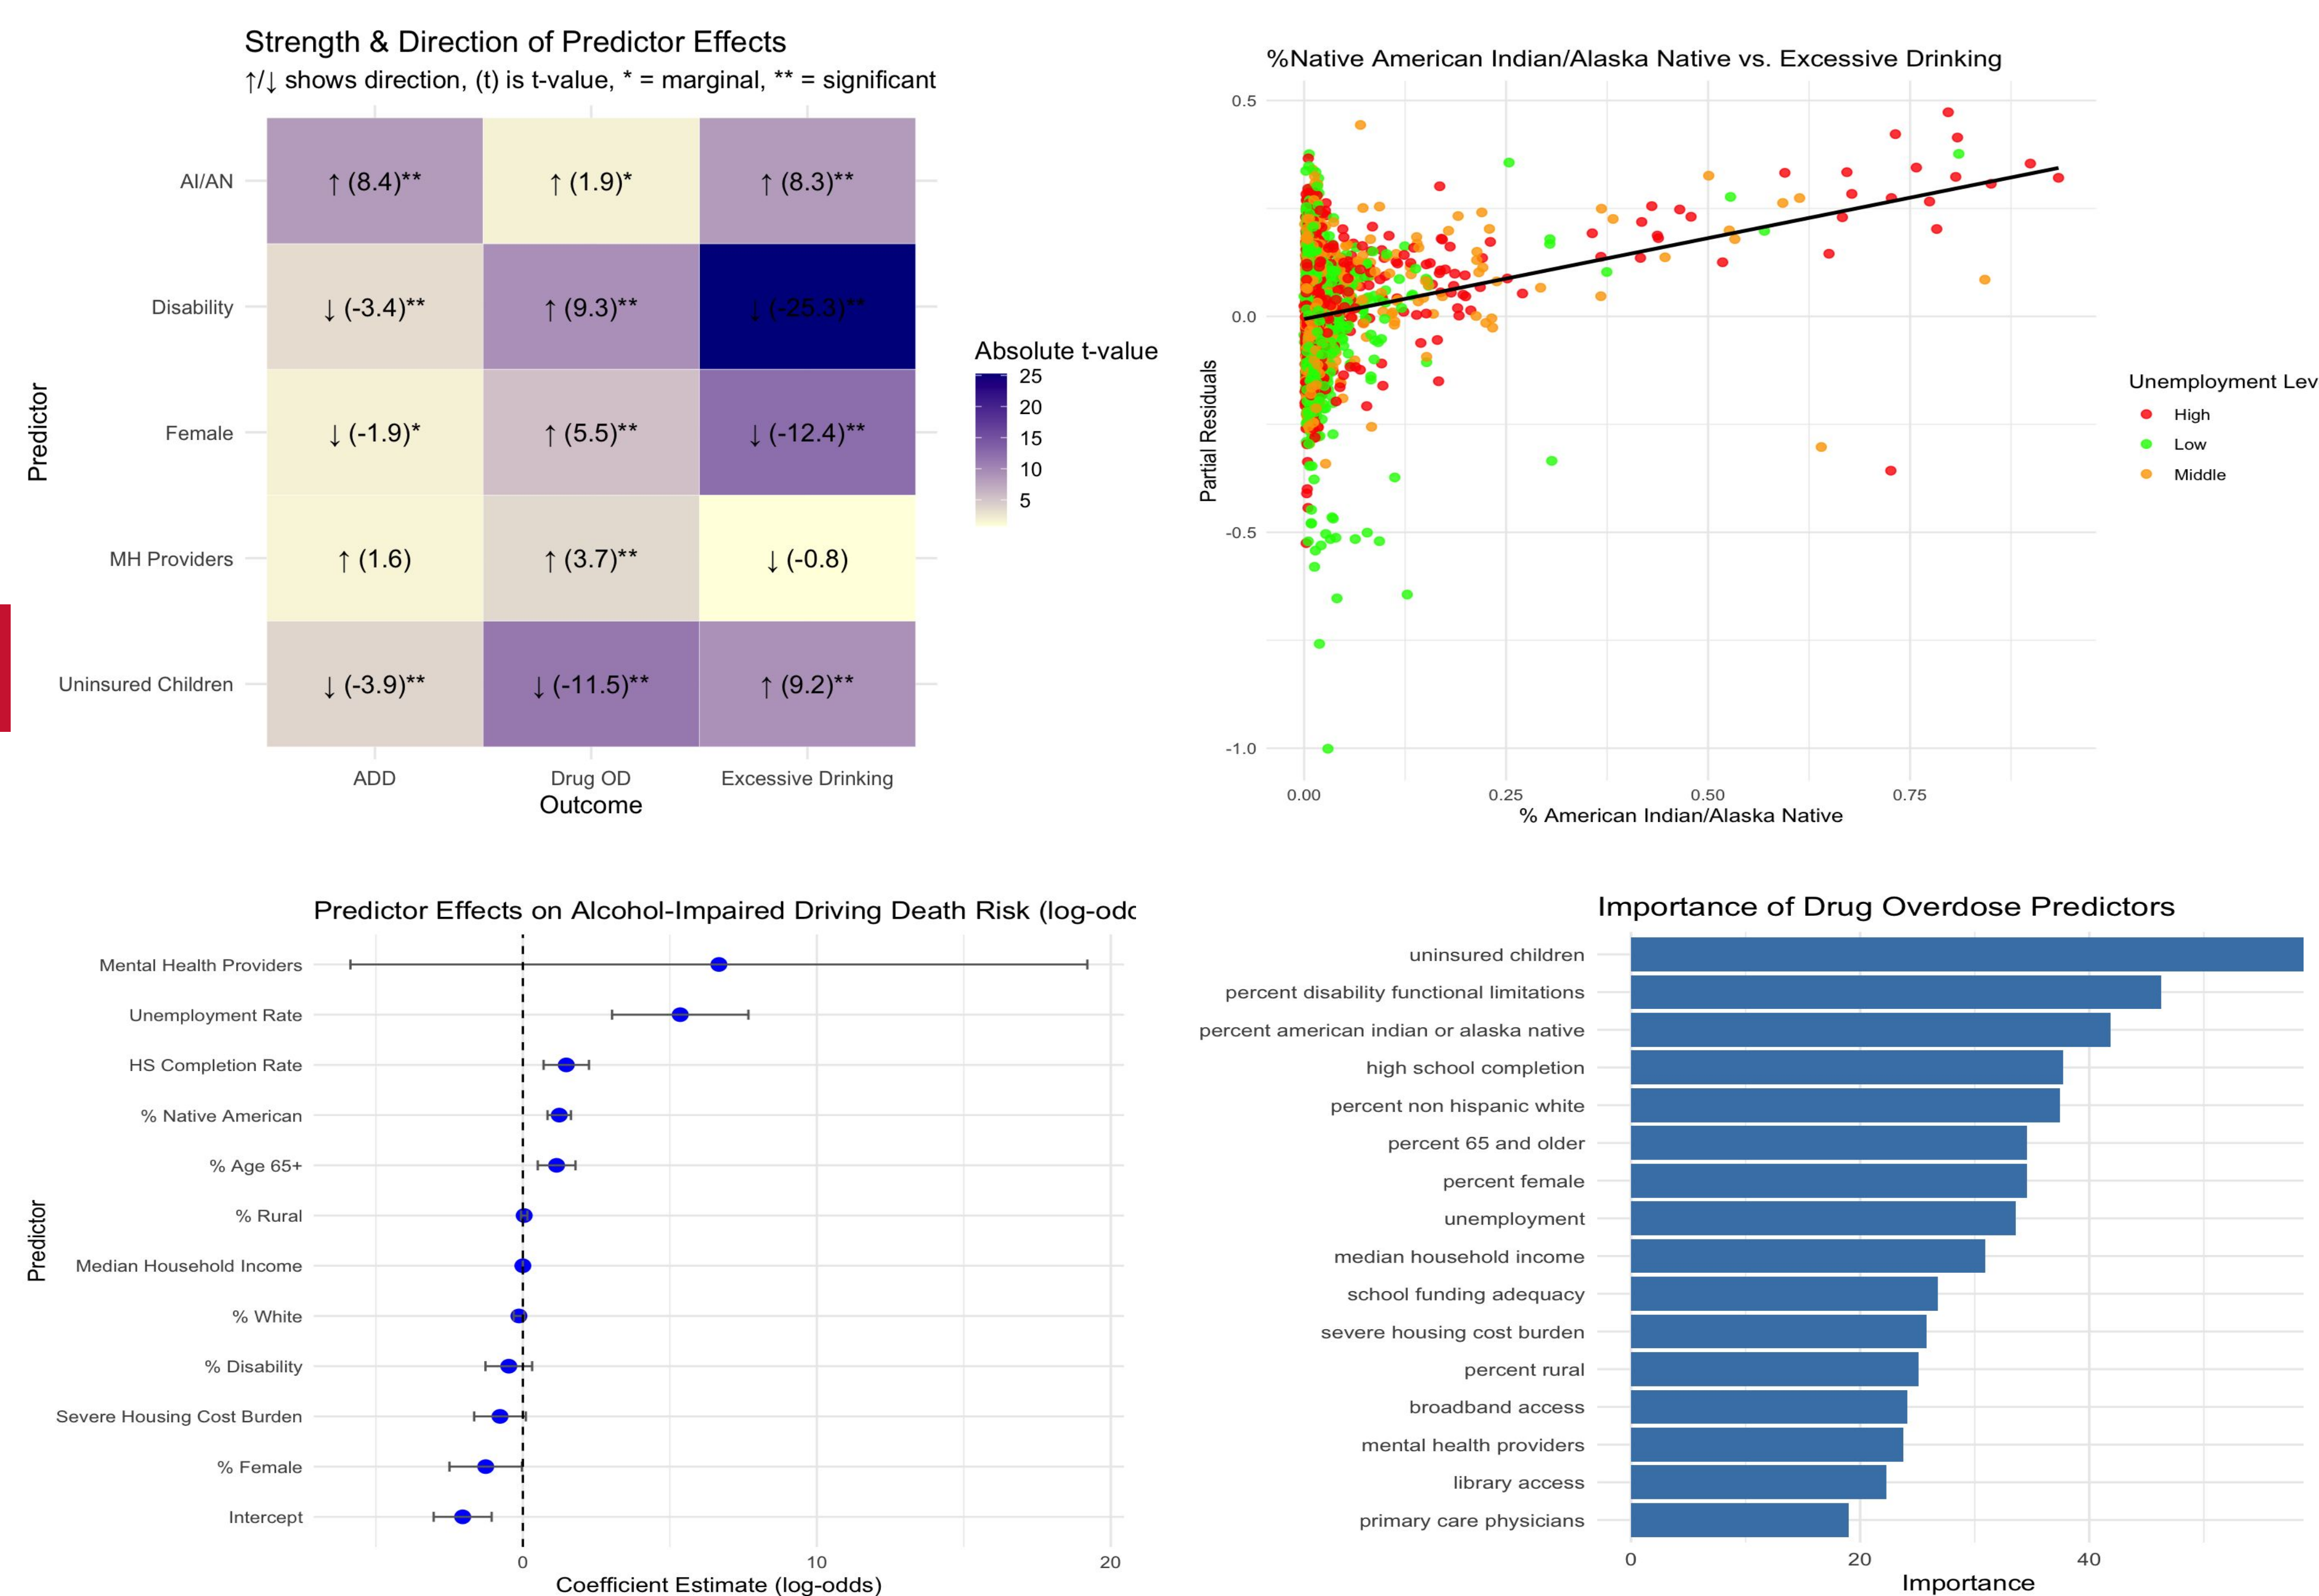 Strength & Direction of Predictor Effects
↑/↓ shows direction, (t) is t-value, * = marginal, ** = significant
Predictor
AI/AN
↑ (8.4)**
↑ (1.9)*
↑ (8.3)**
Disability
↓ (-3.4)**
↑ (9.3)**
↓ (-25.3)**
Female
↓ (-1.9)*
↑ (5.5)**
↓ (-12.4)**
MH Providers
↑ (1.6)
↑ (3.7)**
↓ (-0.8)
Uninsured Children
↓ (-3.9)**
↓ (-11.5)**
↑ (9.2)**
ADD
Drug OD
Excessive Drinking
Outcome
Absolute t-value
25
20
15
10
5
%Native American Indian/Alaska Native vs. Excessive Drinking
Partial Residuals
0.5
0.0
-0.5
-1.0
0.00
0.25
0.50
0.75
% American Indian/Alaska Native
Unemployment Lev
High
Low
Middle
Predictor Effects on Alcohol-Impaired Driving Death Risk (log-odd
Predictor
Mental Health Providers
Unemployment Rate
HS Completion Rate
% Native American
% Age 65+
% Rural
Median Household Income
% White
% Disability
Severe Housing Cost Burden
% Female
Intercept
0
10
20
Coefficient Estimate (log-odds)
Importance of Drug Overdose Predictors
uninsured children
percent disability functional limitations
percent american indian or alaska native
high school completion
percent non hispanic white
percent 65 and older
percent female
unemployment
median household income
school funding adequacy
severe housing cost burden
percent rural
broadband access
mental health providers
library access
primary care physicians
0
20
40
Importance